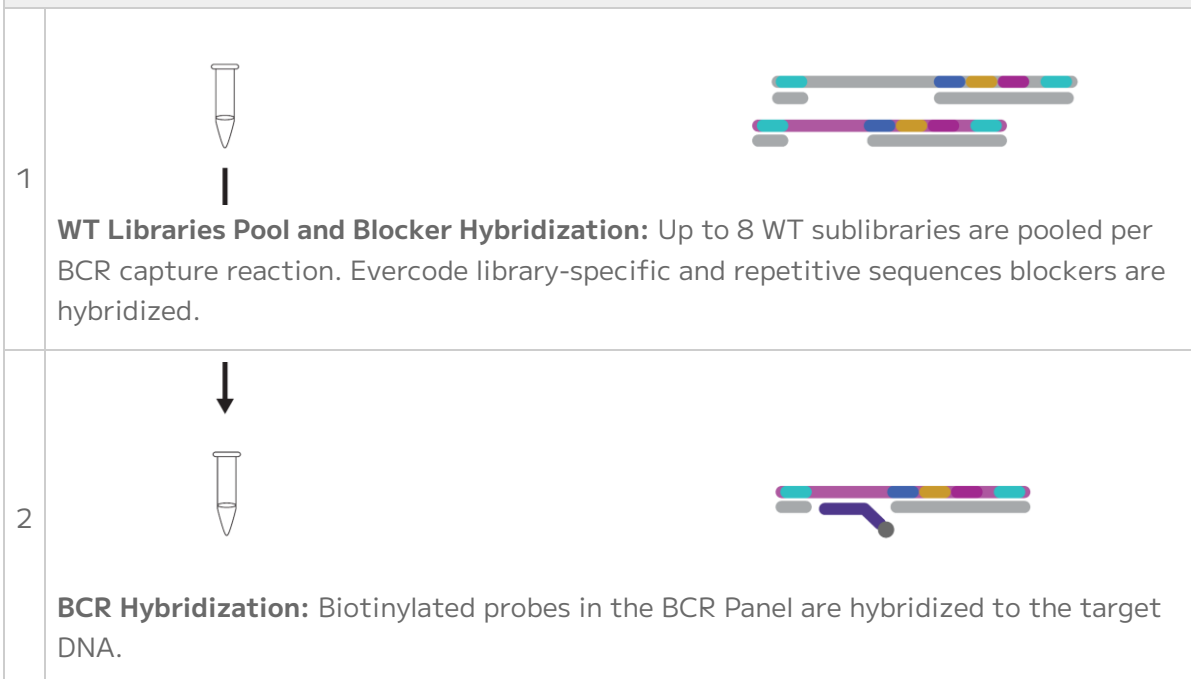 1
WT Libraries Pool and Blocker Hybridization: Up to 8 WT sublibraries are pooled per
BCR capture reaction. Evercode library-specific and repetitive sequences blockers are
hybridized.
2
BCR Hybridization: Biotinylated probes in the BCR Panel are hybridized to the target
DNA.